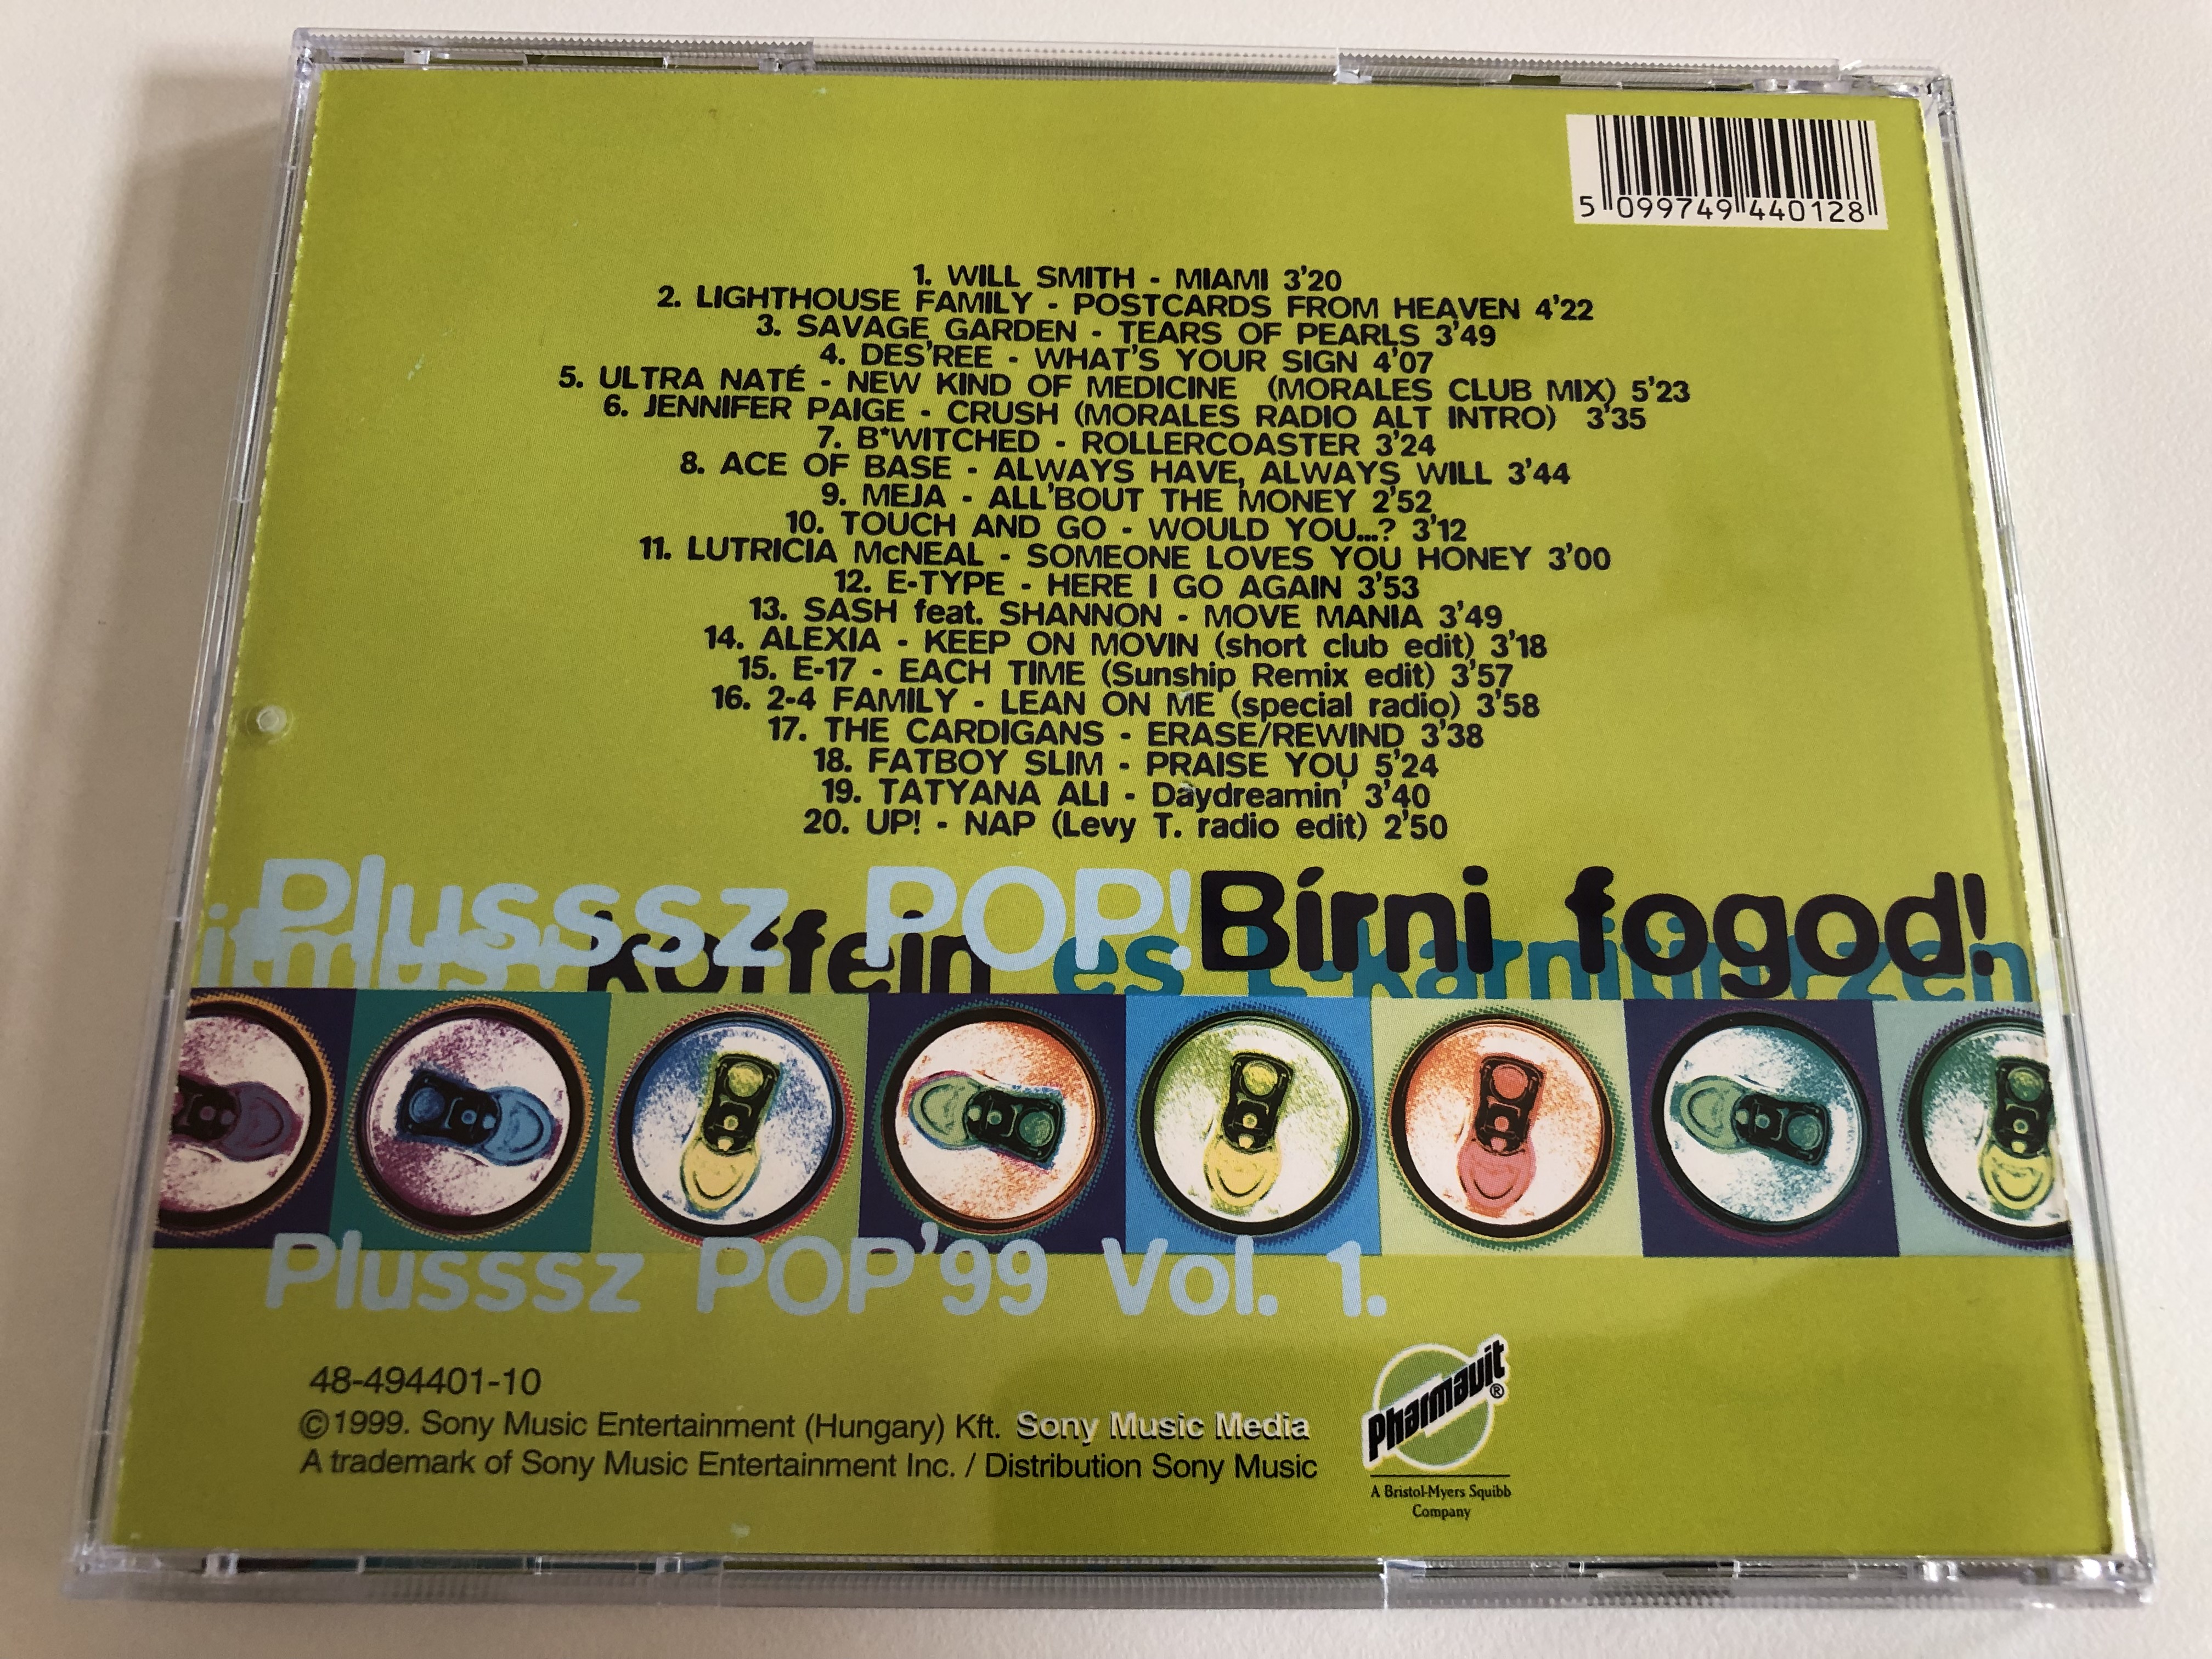 5 099749 440128
1. WILL SMITH - MIAMI 3'20
2. LIGHTHOUSE FAMILY - POSTCARDS FROM HEAVEN 4'22
3. SAVAGE GARDEN - TEARS OF PEARLS 3'49
4. DES'REE - WHAT'S YOUR SIGN 4'07
5. ULTRA NATÉ - NEW KIND OF MEDICINE (MORALES CLUB MIX) 5'23
6. JENNIFER PAIGE - CRUSH (MORALES RADIO ALT INTRO) 3'35
7. B*WITCHED - ROLLERCOASTER 3'24
8. ACE OF BASE - ALWAYS HAVE, ALWAYS WILL 3'44
9. MEJA - ALL'BOUT THE MONEY 2'52
10. TOUCH AND GO - WOULD YOU...? 3'12
11. LUTRICIA McNEAL - SOMEONE LOVES YOU HONEY 3'00
12. E-TYPE - HERE I GO AGAIN 3'53
13. SASH feat. SHANNON - MOVE MANIA 3'49
14. ALEXIA - KEEP ON MOVIN (short club edit) 3'18
15. E-17 - EACH TIME (Sunship Remix edit) 3'57
16. 2-4 FAMILY - LEAN ON ME (special radio) 3'58
17. THE CARDIGANS - ERASE/REWIND 3'38
18. FATBOY SLIM - PRAISE YOU 5'24
19. TATYANA ALI - Daydreamin' 3'40
20. UP! - NAP (Levy T. radio edit) 2'50
Plusssz POP! Bírni fogod!
itmus+ koffein és L-karnitin
Plusssz POP'99 Vol. 1.
48-494401-10
©1999. Sony Music Entertainment (Hungary) Kft. Sony Music Media
A trademark of Sony Music Entertainment Inc. / Distribution Sony Music
Pharmavit®
A Bristol-Myers Squibb
Company